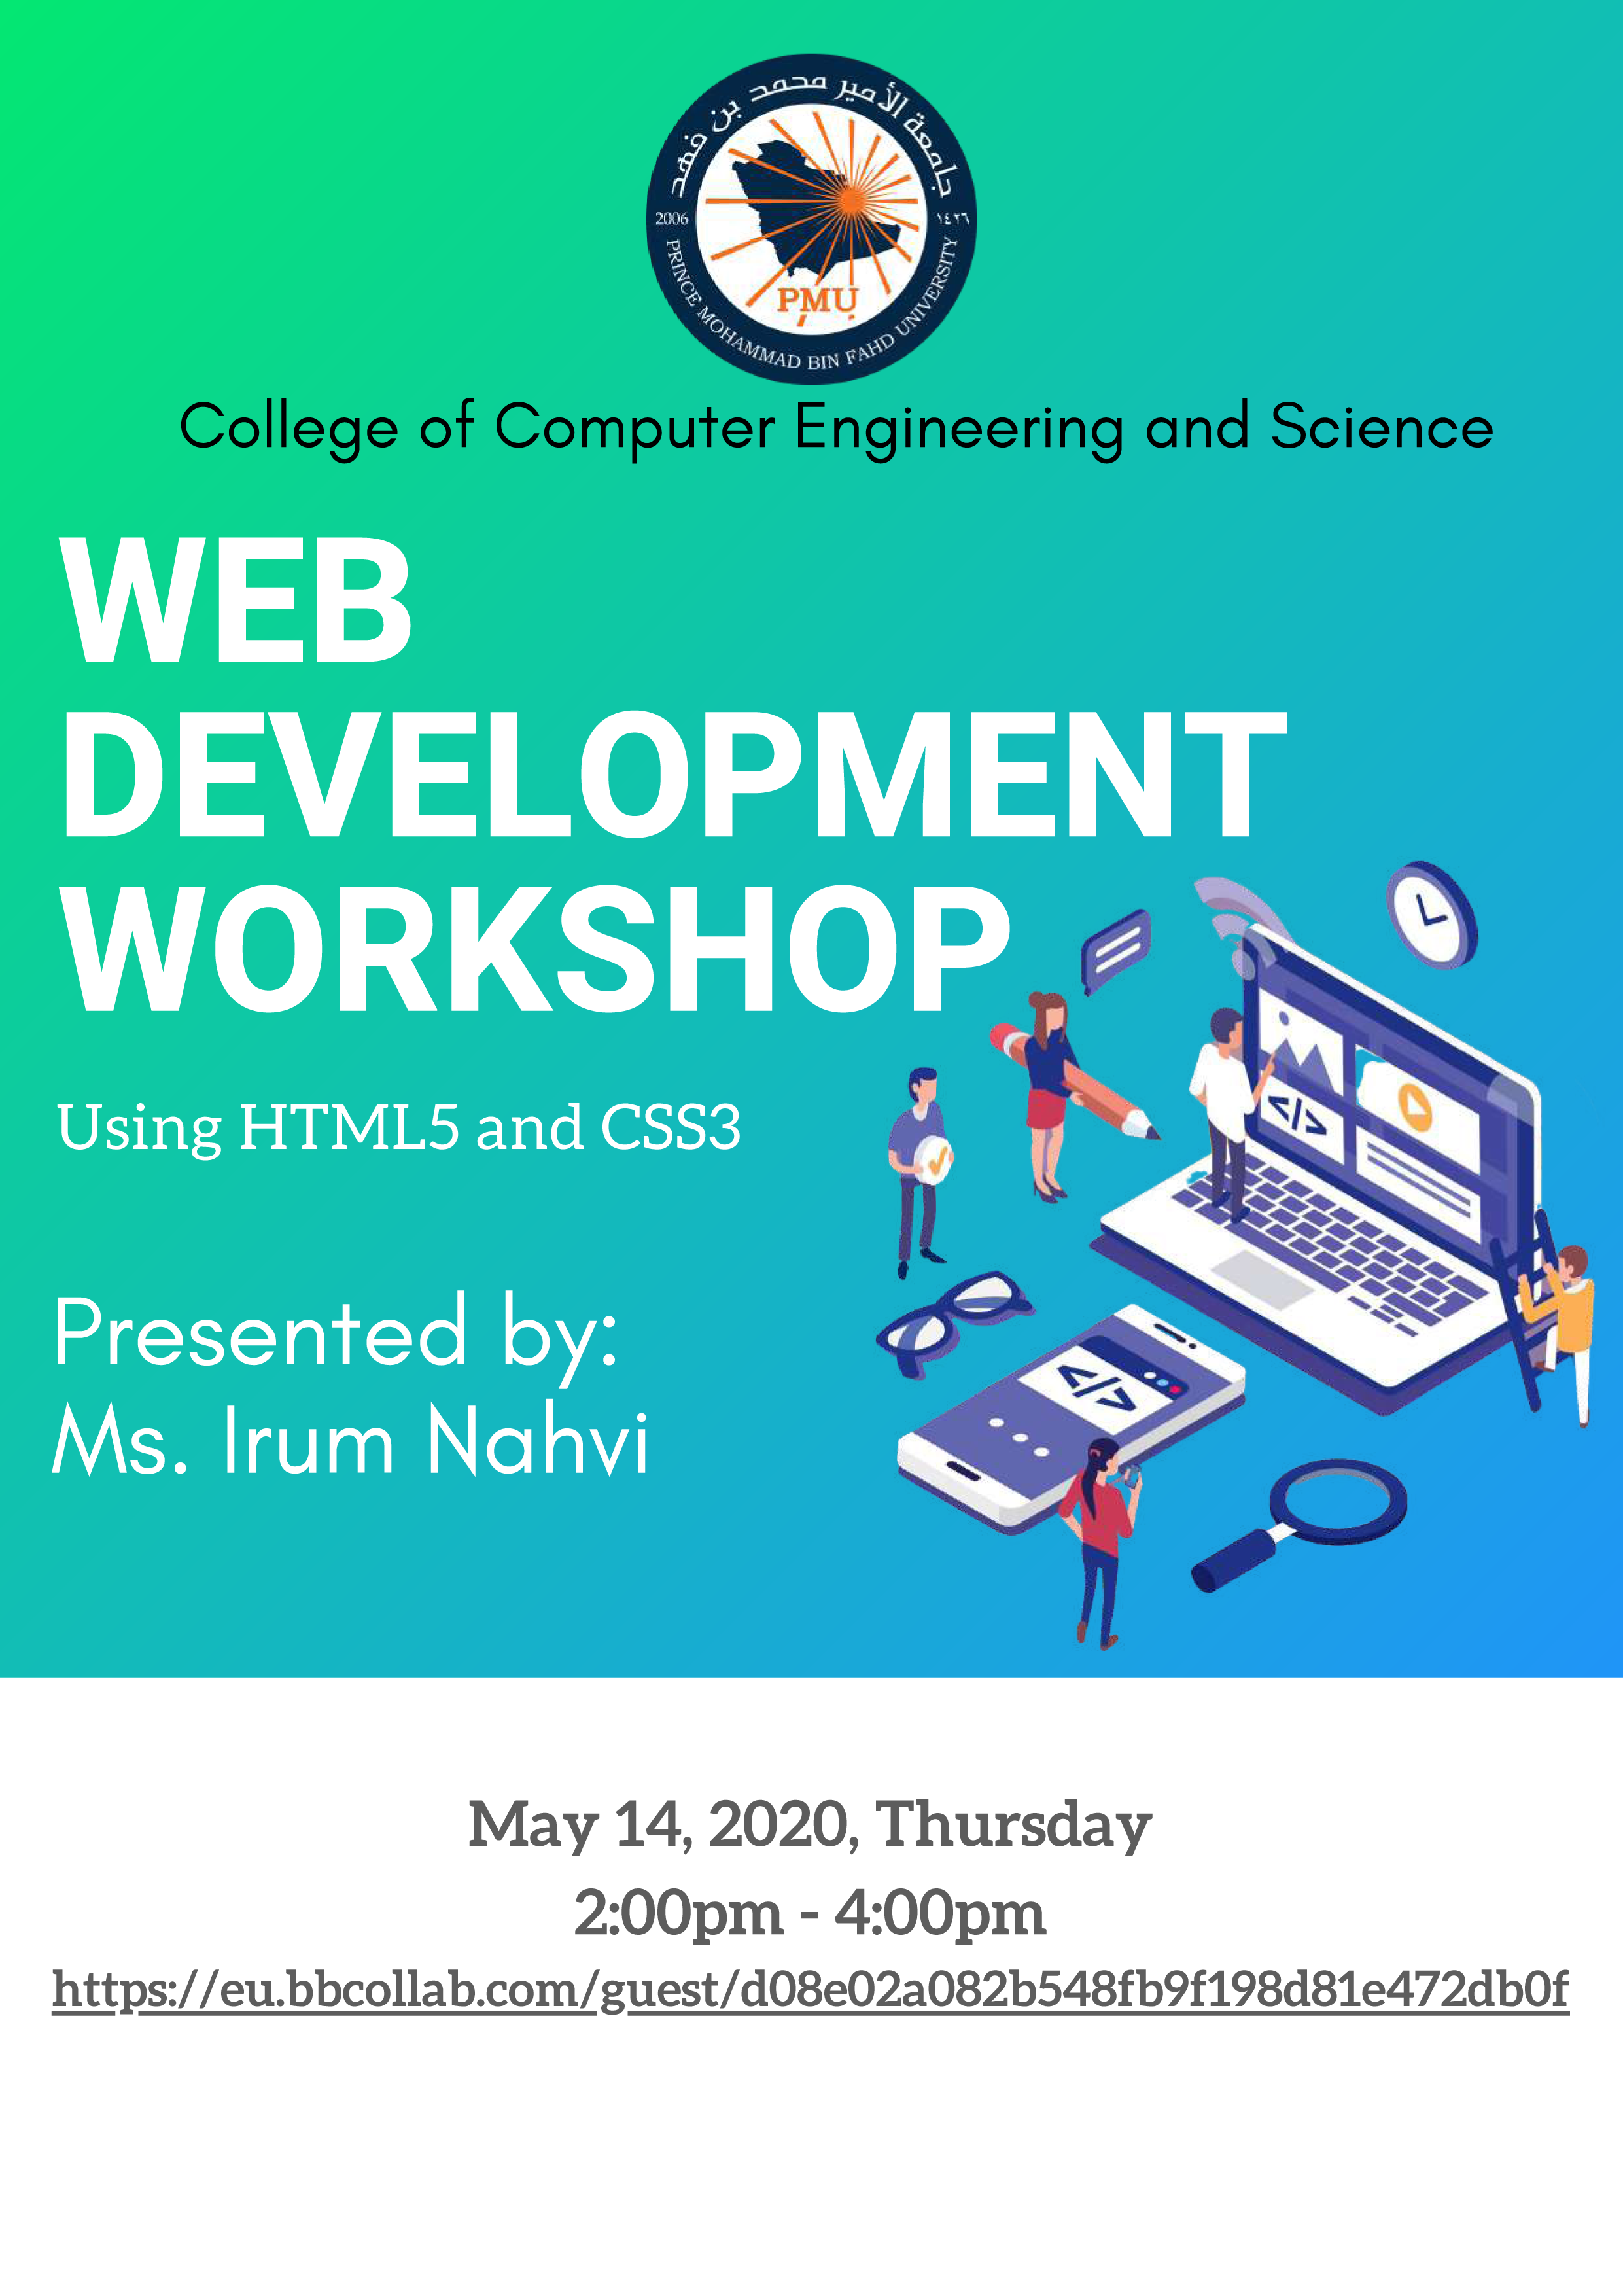 جامعة الأمير محمد بن فهد
2006
١٤٢٦
PMU
PRINCE MOHAMMAD BIN FAHD UNIVERSITY
College of Computer Engineering and Science
WEB
DEVELOPMENT
WORKSHOP
</>
Using HTML5 and CSS3
Presented by:
Ms. Irum Nahvi
</>
May 14, 2020, Thursday
2:00pm - 4:00pm
https://eu.bbcollab.com/guest/d08e02a082b548fb9f198d81e472db0f